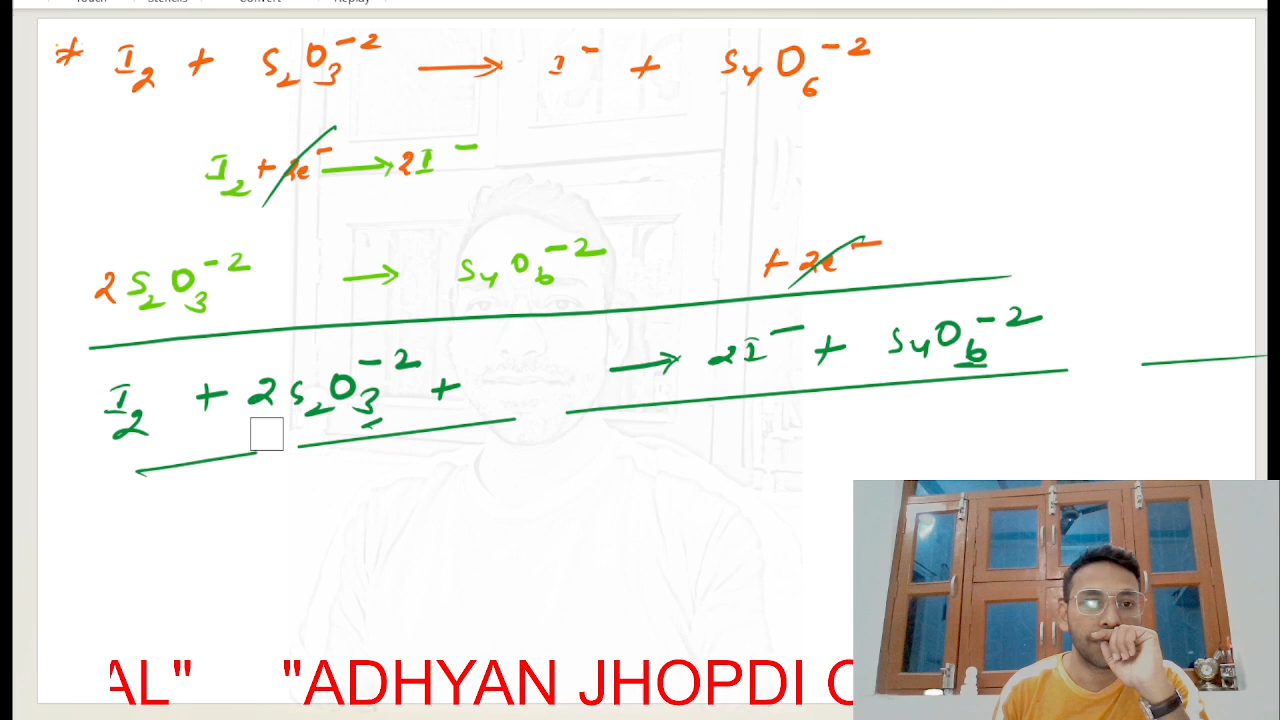 * I₂ + S₂O₃⁻² ⟶ I⁻ + S₄O₆⁻²
I₂ + 2e⁻ ⟶ 2I⁻
2S₂O₃⁻² → S₄O₆⁻² + 2e⁻
I₂ + 2S₂O₃⁻² + → 2I⁻ + S₄O₆⁻²
AL" "ADHYAN JHOPDI